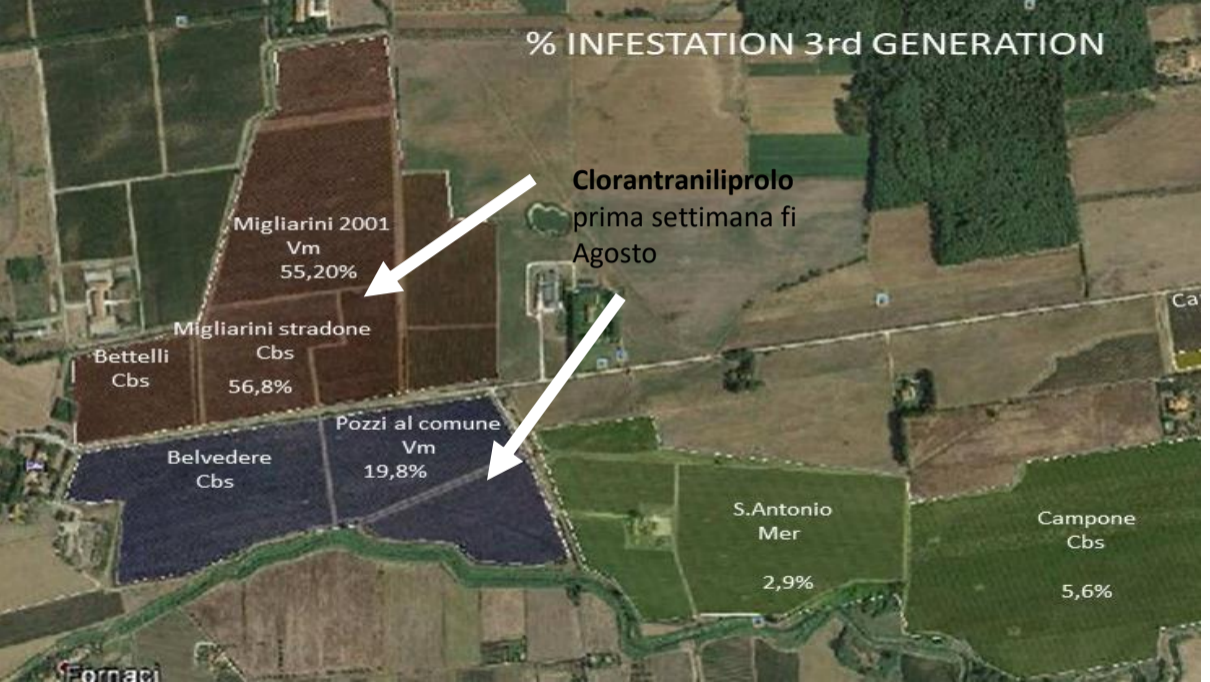 % INFESTATION 3rd GENERATION
Clorantraniliprolo
prima settimana fi
Agosto
Migliarini 2001
Vm
55,20%
Migliarini stradone
Cbs
56,8%
Bettelli
Cbs
Pozzi al comune
Vm
19,8%
Belvedere
Cbs
S.Antonio
Mer
2,9%
Campone
Cbs
5,6%
Ca
Fornaci